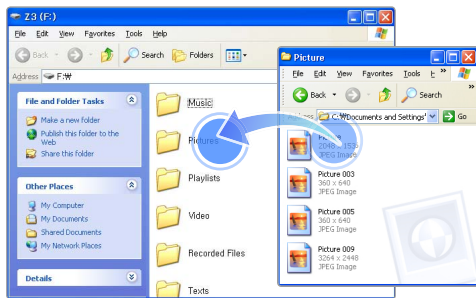 Z3 (F:)
File Edit View Favorites Tools Help
Back Search Folders
Address F:₩
File and Folder Tasks
Make a new folder
Publish this folder to the
Web
Share this folder
Other Places
My Computer
My Documents
Shared Documents
My Network Places
Details
Music
Pictures
Playlists
Video
Recorded Files
Texts
Picture
File Edit View Favorites Tools »
Back Search »
Address C:₩Documents and Settings Go
Picture
2048 x 1536
JPEG Image
Picture 003
360 x 640
JPEG Image
Picture 005
360 x 640
JPEG Image
Picture 009
3264 x 2448
JPEG Image